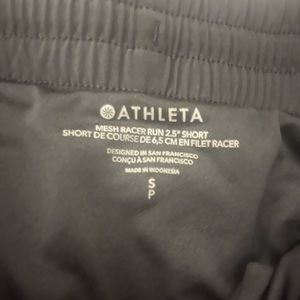 ATHLETA
MESH RACER RUN 2.5" SHORT
SHORT DE COURSE DE 6,5 CM EN FILET RACER
DESIGNED IN SAN FRANCISCO
CONÇU À SAN FRANCISCO
MADE IN INDONESIA
S
P